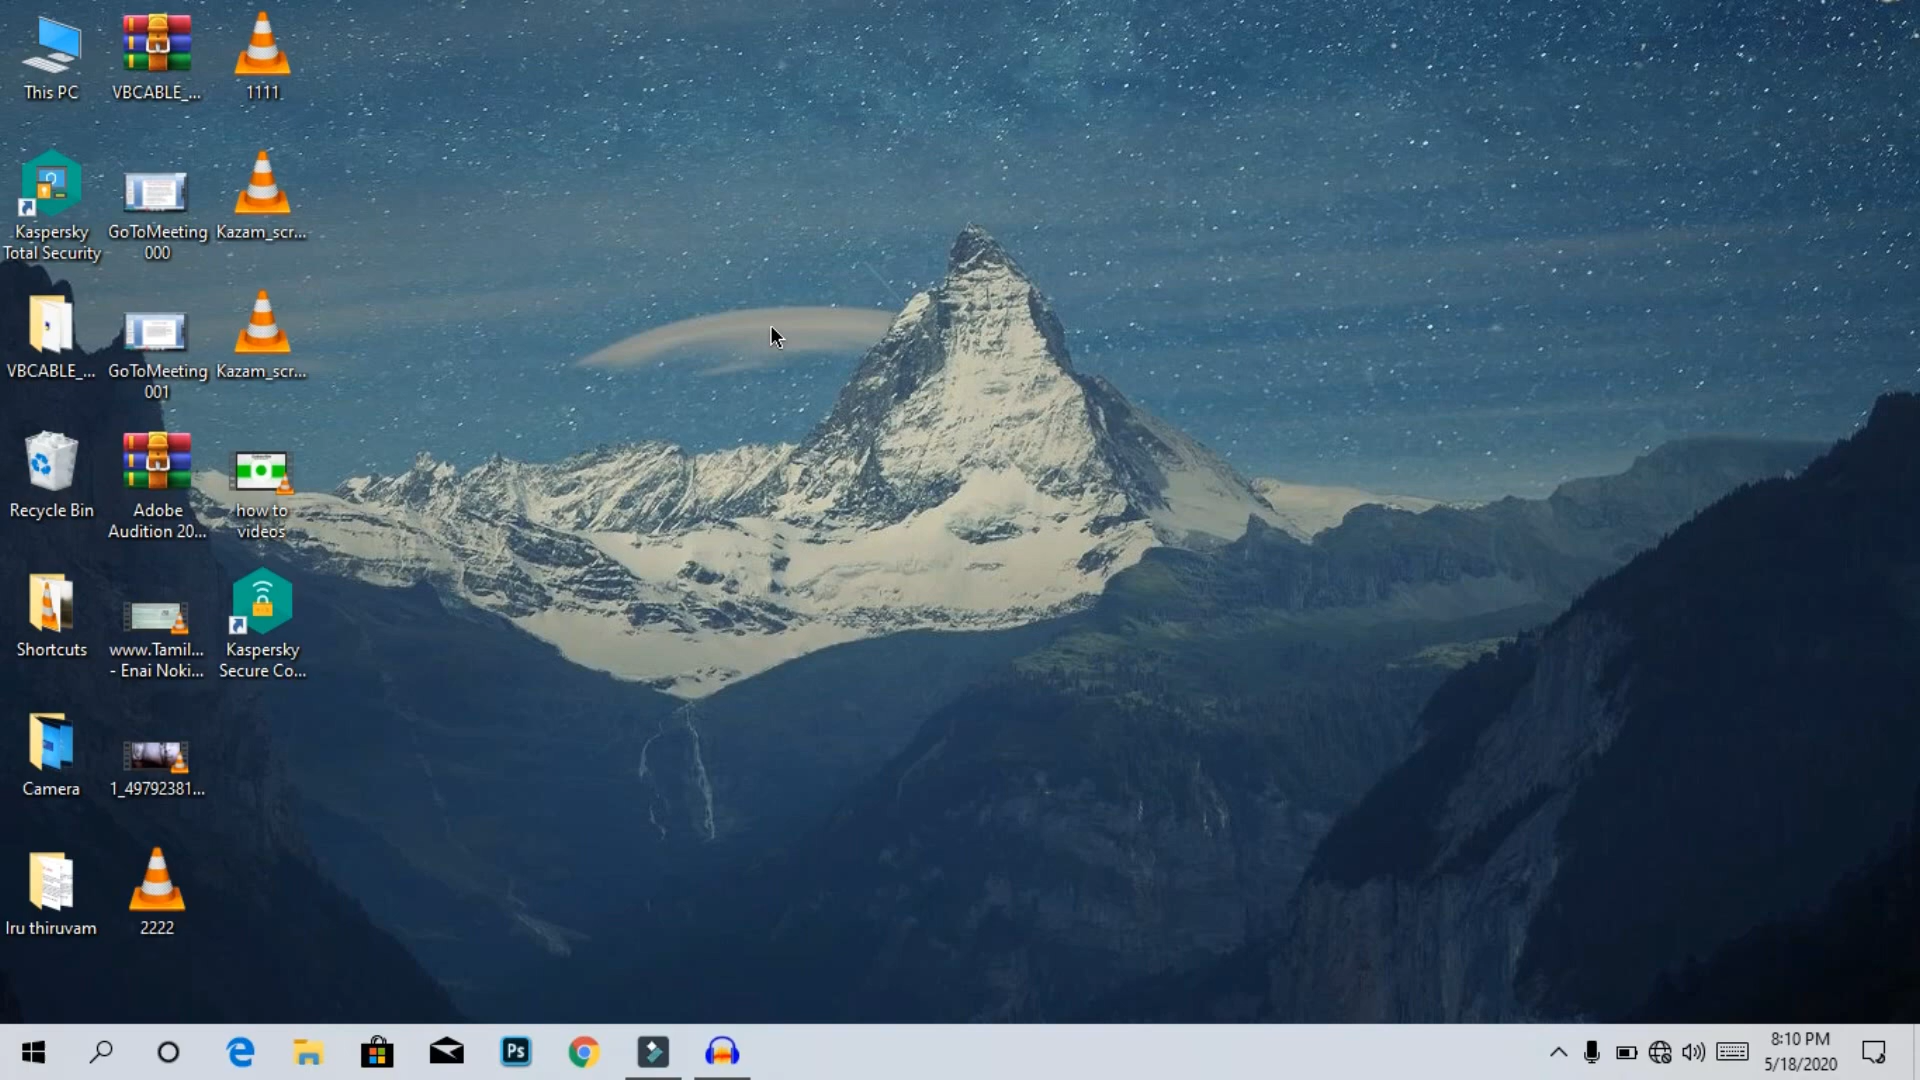 This PC
VBCABLE_...
1111
Kaspersky
Total Security
GoToMeeting
000
Kazam_scr...
VBCABLE_...
GoToMeeting
001
Kazam_scr...
Recycle Bin
Adobe
Audition 20...
how to
videos
Shortcuts
www.Tamil...
- Enai Noki...
Kaspersky
Secure Co...
Camera
1_49792381...
Iru thiruvam
2222
Ps
8:10 PM
5/18/2020